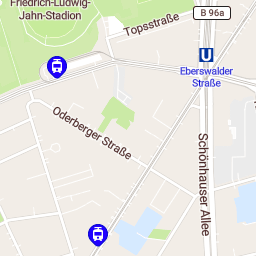 Friedrich-Ludwig-
Jahn-Stadion
Topsstraße
B 96a
U
Eberswalder
Straße
Oderberger Straße
Schönhauser Allee